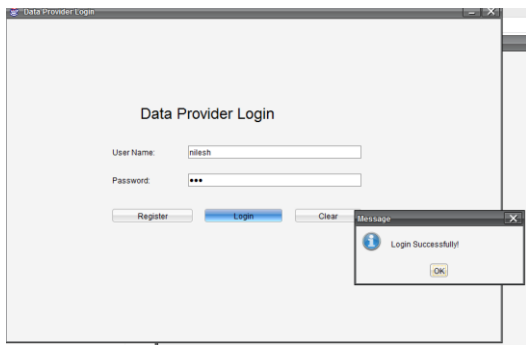 Data Provider Login
Data Provider Login
User Name: nilesh
Password: •••
Register Login Clear
Message
Login Successfully!
OK